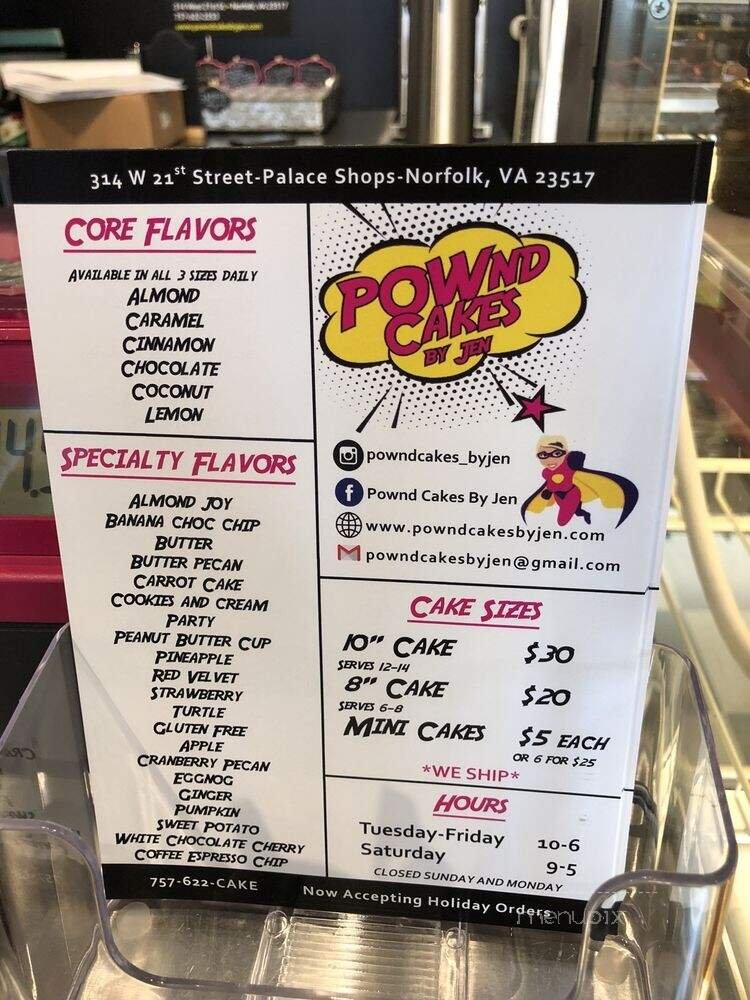 314 W 21st Street-Palace Shops-Norfolk, VA 23517
CORE FLAVORS
AVAILABLE IN ALL 3 SIZES DAILY
ALMOND
CARAMEL
CINNAMON
CHOCOLATE
COCONUT
LEMON
SPECIALTY FLAVORS
ALMOND JOY
BANANA CHOC CHIP
BUTTER
BUTTER PECAN
CARROT CAKE
COOKIES AND CREAM
PARTY
PEANUT BUTTER CUP
PINEAPPLE
RED VELVET
STRAWBERRY
TURTLE
GLUTEN FREE
APPLE
CRANBERRY PECAN
EGGNOG
GINGER
PUMPKIN
SWEET POTATO
WHITE CHOCOLATE CHERRY
COFFEE ESPRESSO CHIP
POWND
CAKES
BY JEN
powndcakes_byjen
Pownd Cakes By Jen
www.powndcakesbyjen.com
powndcakesbyjen@gmail.com
CAKE SIZES
10" CAKE $30
SERVES 12-14
8" CAKE $20
SERVES 6-8
MINI CAKES $5 EACH
OR 6 FOR $25
*WE SHIP*
HOURS
Tuesday-Friday 10-6
Saturday 9-5
CLOSED SUNDAY AND MONDAY
757-622-CAKE Now Accepting Holiday Orders
menupix